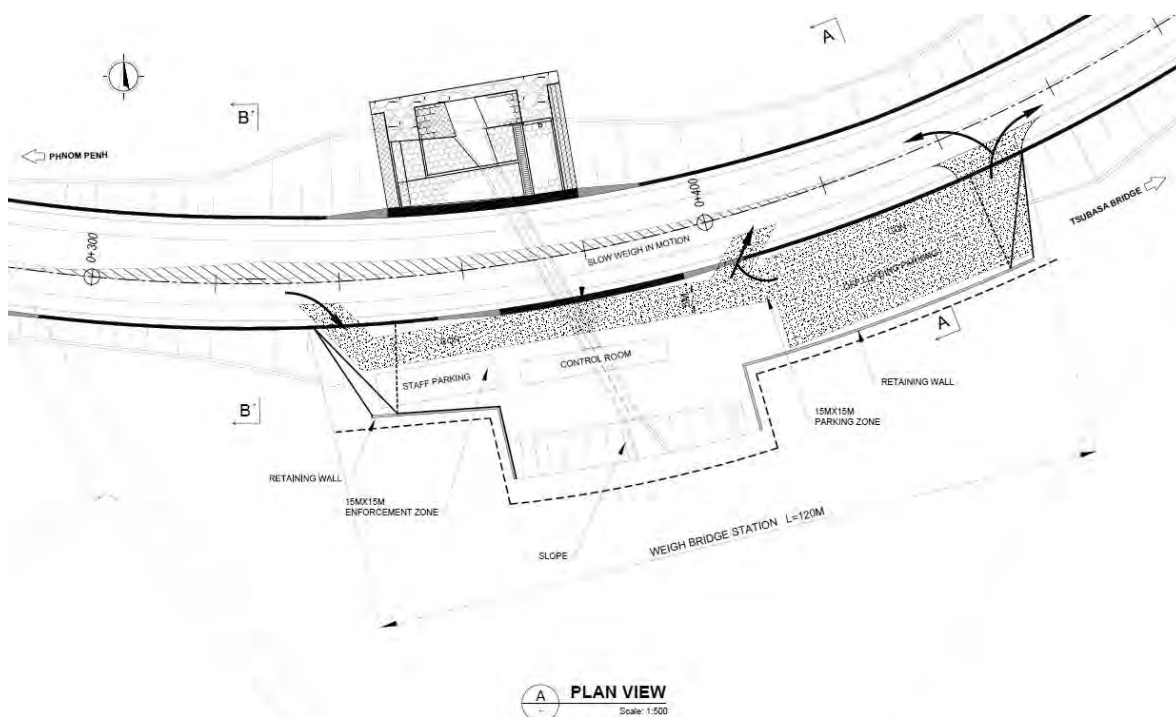 A
B'
PHNOM PENH
0+400
TSUBASA BRIDGE
0+300
SLOW WEIGH IN MOTION
CONTROL ROOM
STAFF PARKING
A
RETAINING WALL
B'
15MX15M
PARKING ZONE
RETAINING WALL
15MX15M
ENFORCEMENT ZONE
WEIGH BRIDGE STATION L=120M
SLOPE
A
PLAN VIEW
Scale: 1:500